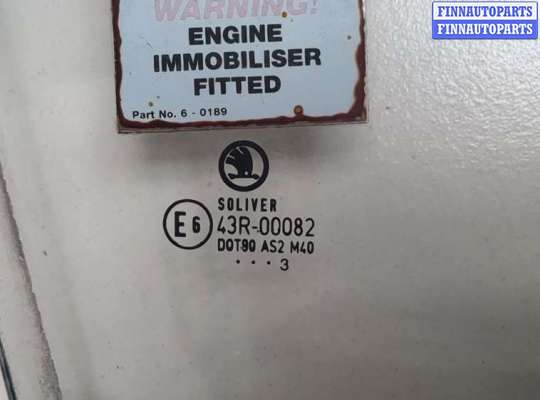 FINNAUTOPARTS
FINNAUTOPARTS
WARNING!
ENGINE
IMMOBILISER
FITTED
Part No. 6 - 0189
SOLIVER
E6 43R-00082
DOT90 AS2 M40
• • • 3